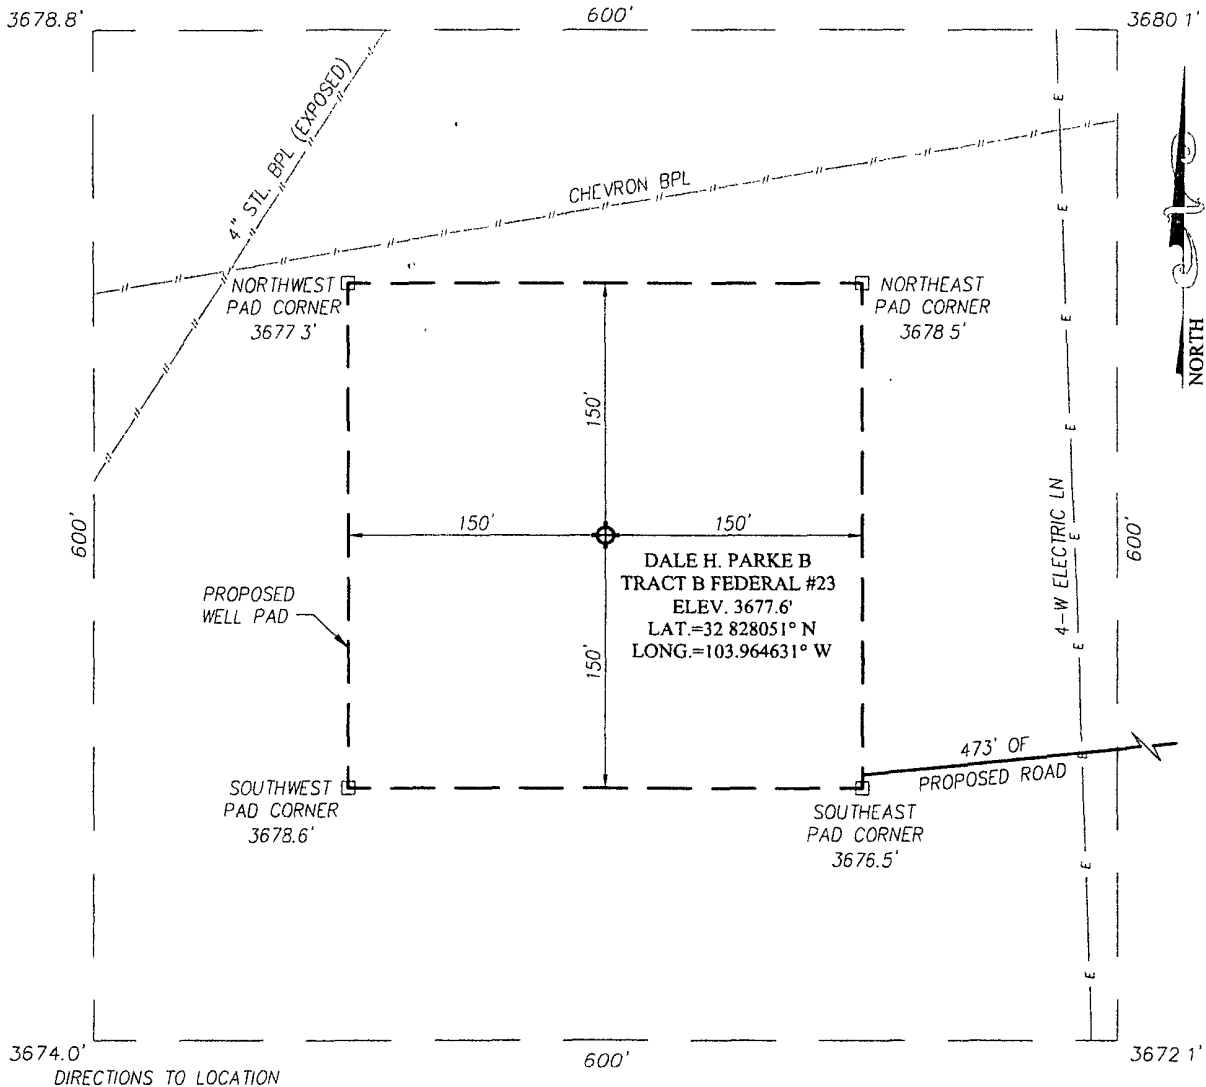 3678.8'
600'
3680 1'
4" STL. BPL (EXPOSED)
CHEVRON BPL
NORTHWEST
PAD CORNER
3677 3'
NORTHEAST
PAD CORNER
3678 5'
NORTH
150'
600'
150'
150'
600'
DALE H. PARKE B
TRACT B FEDERAL #23
ELEV. 3677.6'
LAT.=32 828051° N
LONG.=103.964631° W
4-W ELECTRIC LN
PROPOSED
WELL PAD
150'
473' OF
PROPOSED ROAD
SOUTHWEST
PAD CORNER
3678.6'
SOUTHEAST
PAD CORNER
3676.5'
E
E
E
E
E
E
E
E
E
3674.0'
600'
3672 1'
DIRECTIONS TO LOCATION